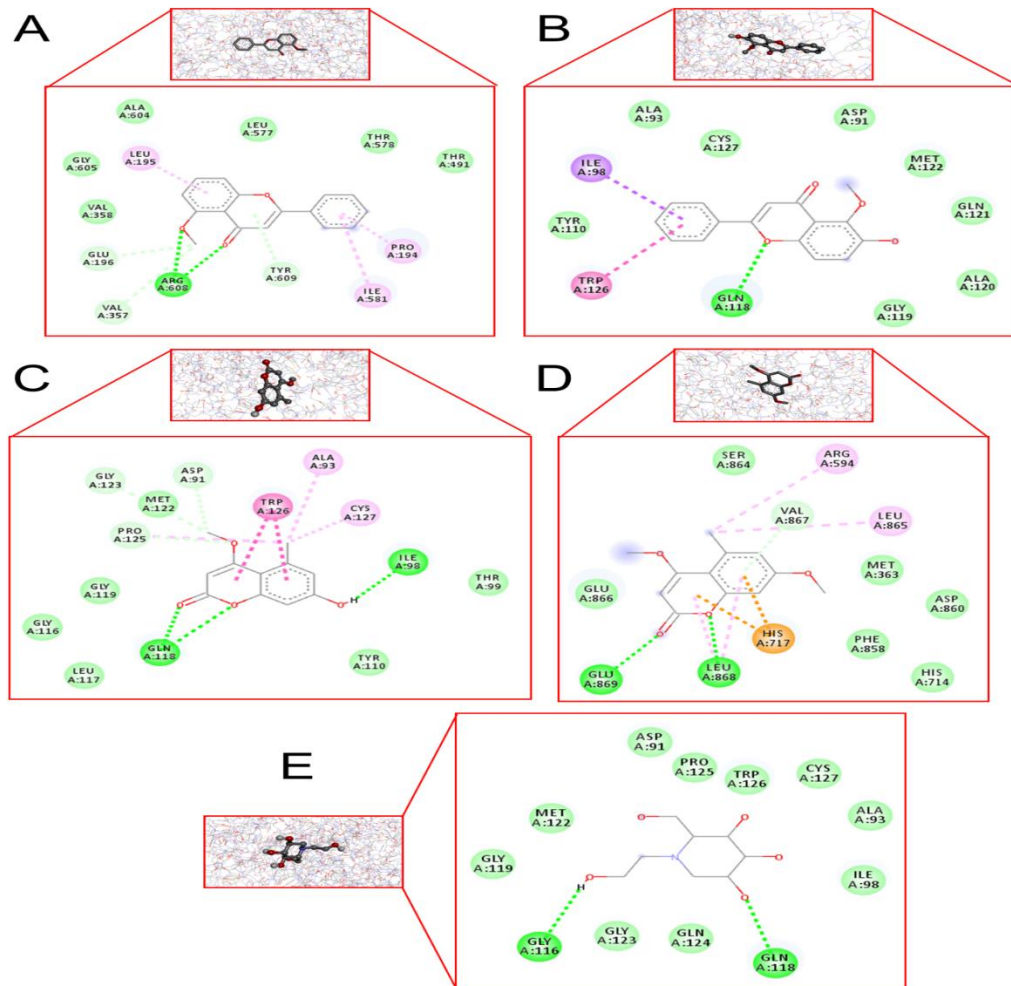 A
ALA
A:604
LEU
A:577
THR
A:578
THR
A:491
GLY
A:605
LEU
A:195
VAL
A:358
GLU
A:196
ARG
A:608
VAL
A:357
TYR
A:609
PRO
A:194
ILE
A:581
O
O
O
B
ALA
A:93
CYS
A:127
ASP
A:91
MET
A:122
ILE
A:98
GLN
A:121
TYR
A:110
TRP
A:126
GLN
A:118
GLY
A:119
ALA
A:120
O
O
O
O
C
GLY
A:123
ASP
A:91
ALA
A:93
MET
A:122
TRP
A:126
CYS
A:127
PRO
A:125
ILE
A:98
THR
A:99
GLY
A:119
GLY
A:116
GLN
A:118
LEU
A:117
TYR
A:110
O
O
O
O
H
D
SER
A:864
ARG
A:594
VAL
A:867
LEU
A:865
MET
A:363
GLU
A:866
ASP
A:860
HIS
A:717
PHE
A:858
GLU
A:869
LEU
A:868
HIS
A:714
O
O
O
O
E
ASP
A:91
PRO
A:125
TRP
A:126
CYS
A:127
MET
A:122
ALA
A:93
GLY
A:119
ILE
A:98
GLY
A:116
GLY
A:123
GLN
A:124
GLN
A:118
O
O
O
N
O
H
O